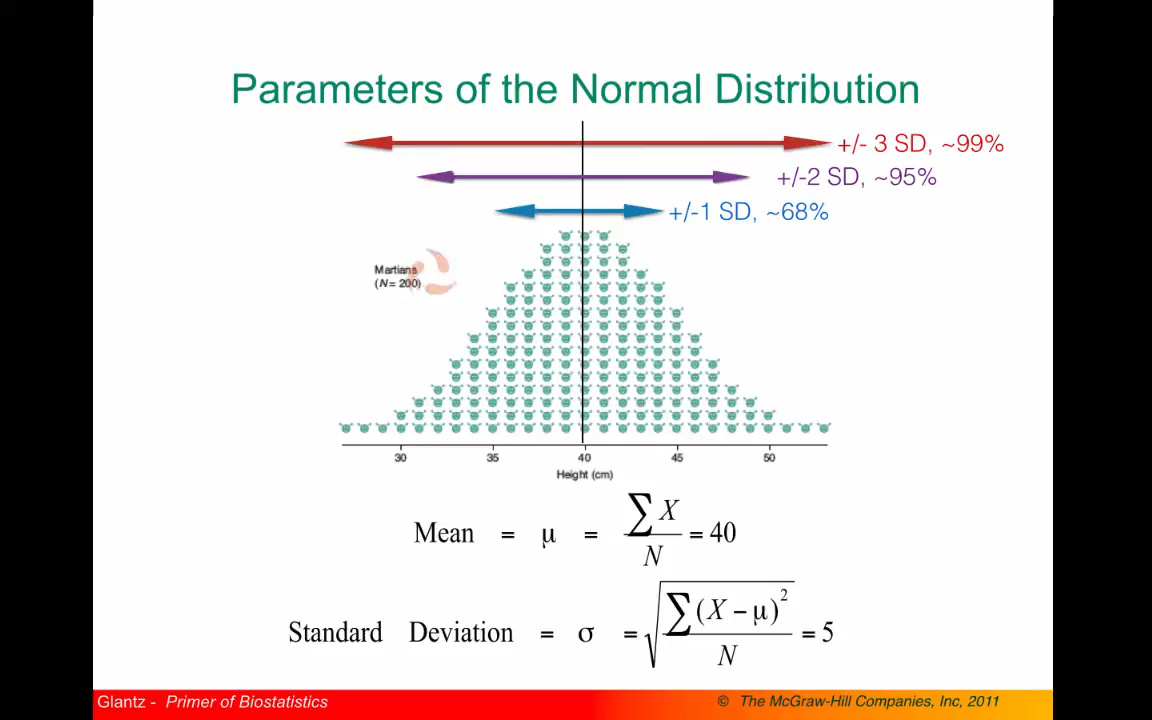 Parameters of the Normal Distribution
+/- 3 SD, ~99%
+/-2 SD, ~95%
+/-1 SD, ~68%
Martians
(N = 200)
30 35 40 45 50
Height (cm)
Mean = μ = ∑X / N = 40
Standard Deviation = σ = √(∑(X − μ)² / N) = 5
Glantz - Primer of Biostatistics
© The McGraw-Hill Companies, Inc, 2011